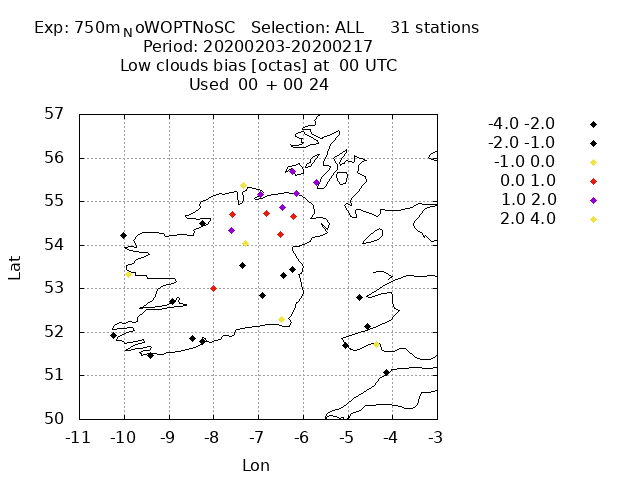 Exp: 750m_NoWOPTNoSC Selection: ALL 31 stations
Period: 20200203-20200217
Low clouds bias [octas] at 00 UTC
Used 00 + 00 24
57
56
55
54
53
52
51
50
Lat
-11 -10 -9 -8 -7 -6 -5 -4 -3
Lon
-4.0 -2.0
-2.0 -1.0
-1.0 0.0
0.0 1.0
1.0 2.0
2.0 4.0